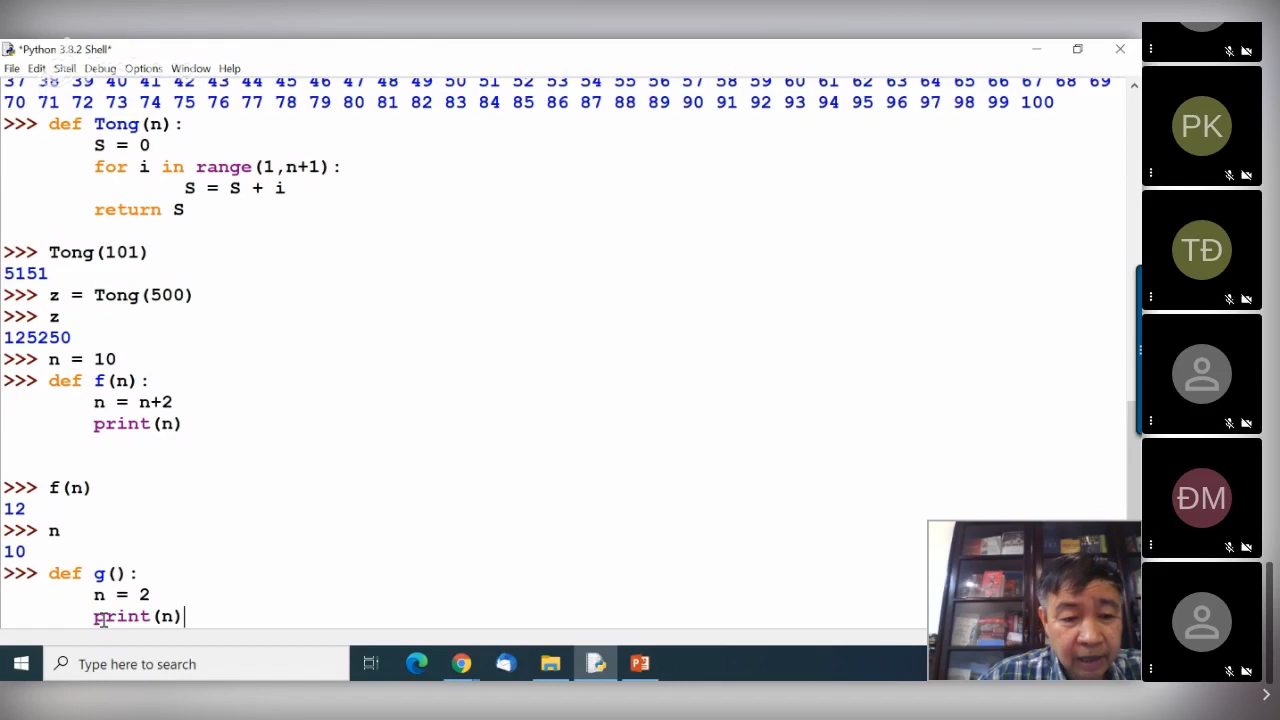 *Python 3.8.2 Shell*
File Edit Shell Debug Options Window Help
37 38 39 40 41 42 43 44 45 46 47 48 49 50 51 52 53 54 55 56 57 58 59 60 61 62 63 64 65 66 67 68 69
70 71 72 73 74 75 76 77 78 79 80 81 82 83 84 85 86 87 88 89 90 91 92 93 94 95 96 97 98 99 100
>>> def Tong(n):
S = 0
for i in range(1,n+1):
S = S + i
return S
>>> Tong(101)
5151
>>> z = Tong(500)
>>> z
125250
>>> n = 10
>>> def f(n):
n = n+2
print(n)
>>> f(n)
12
>>> n
10
>>> def g():
n = 2
print(n)
Type here to search
PK
TĐ
ĐM